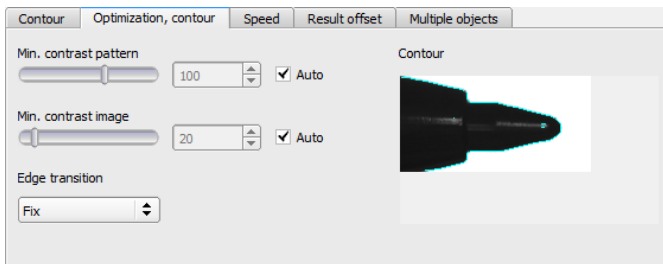 Contour Optimization, contour Speed Result offset Multiple objects
Min. contrast pattern
100 Auto
Min. contrast image
20 Auto
Edge transition
Fix
Contour